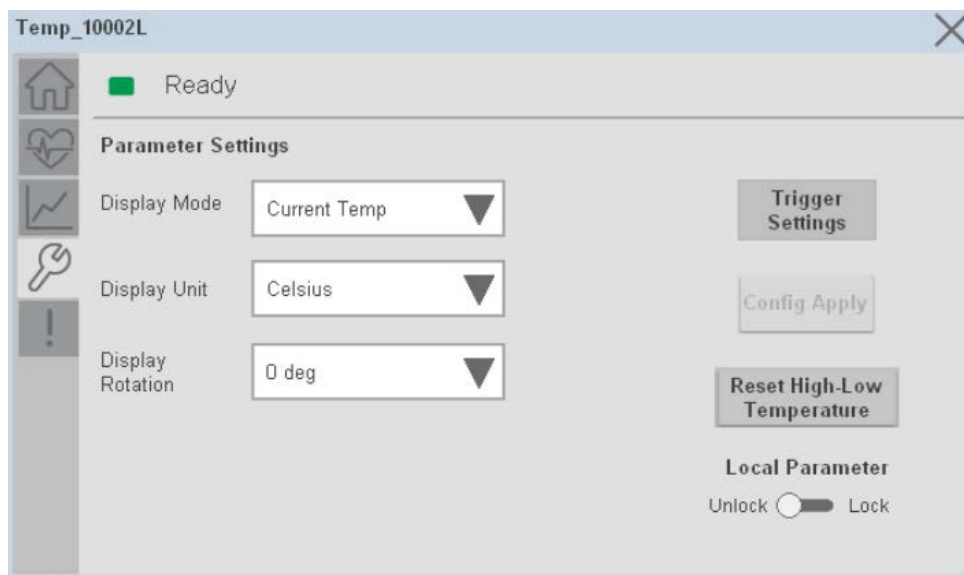 Temp_10002L
Ready
Parameter Settings
Display Mode
Current Temp
Trigger
Settings
Display Unit
Celsius
Config Apply
Display
Rotation
0 deg
Reset High-Low
Temperature
Local Parameter
Unlock
Lock